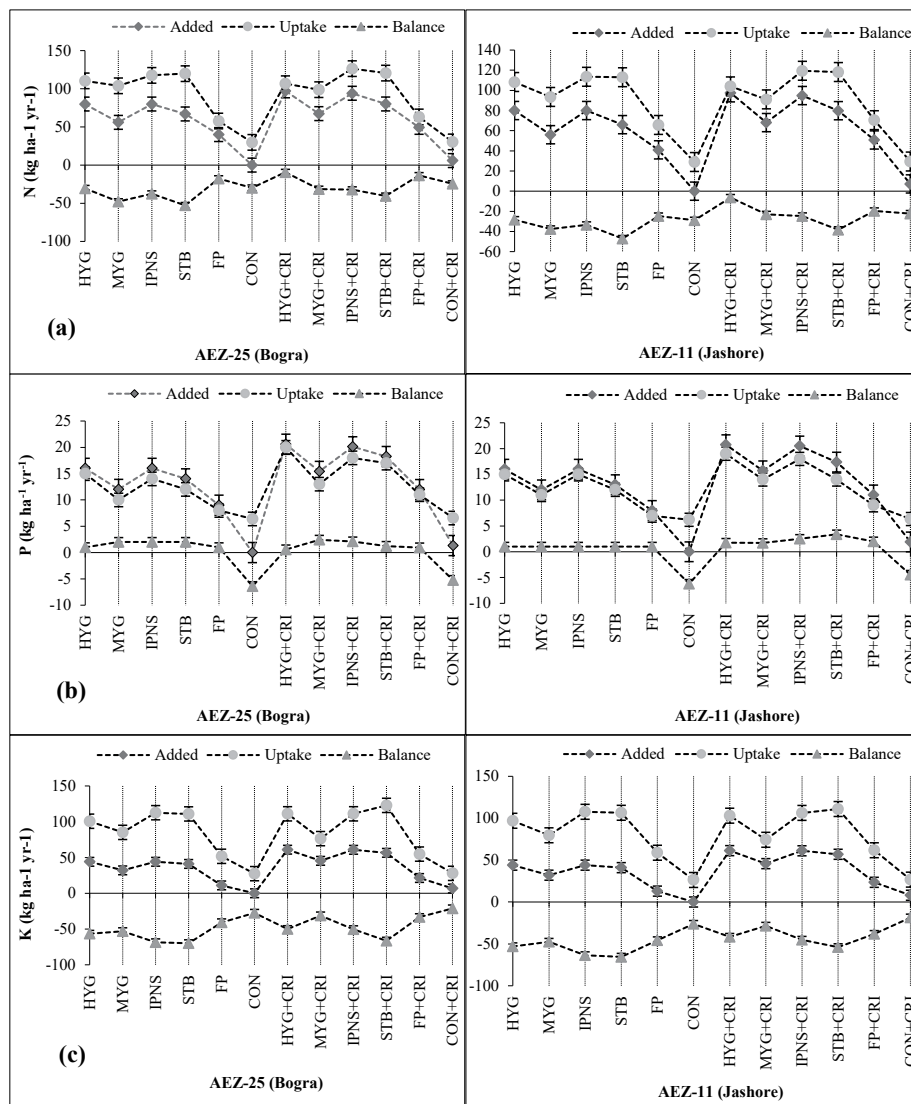 Added Uptake Balance
150
100
50
0
-50
-100
N (kg ha-1 yr-1)
HYG
MYG
IPNS
STB
FP
CON
HYG+CRI
MYG+CRI
IPNS+CRI
STB+CRI
FP+CRI
CON+CRI
(a)
AEZ-25 (Bogra)
Added Uptake Balance
140
120
100
80
60
40
20
0
-20
-40
-60
HYG
MYG
IPNS
STB
FP
CON
HYG+CRI
MYG+CRI
IPNS+CRI
STB+CRI
FP+CRI
CON+CRI
AEZ-11 (Jashore)
Added Uptake Balance
25
20
15
10
5
0
-5
-10
P (kg ha⁻¹ yr⁻¹)
HYG
MYG
IPNS
STB
FP
CON
HYG+CRI
MYG+CRI
IPNS+CRI
STB+CRI
FP+CRI
CON+CRI
(b)
AEZ-25 (Bogra)
Added Uptake Balance
25
20
15
10
5
0
-5
-10
HYG
MYG
IPNS
STB
FP
CON
HYG+CRI
MYG+CRI
IPNS+CRI
STB+CRI
FP+CRI
CON+CRI
AEZ-11 (Jashore)
Added Uptake Balance
150
100
50
0
-50
-100
K (kg ha-1 yr-1)
HYG
MYG
IPNS
STB
FP
CON
HYG+CRI
MYG+CRI
IPNS+CRI
STB+CRI
FP+CRI
CON+CRI
(c)
AEZ-25 (Bogra)
Added Uptake Balance
150
100
50
0
-50
-100
HYG
MYG
IPNS
STB
FP
CON
HYG+CRI
MYG+CRI
IPNS+CRI
STB+CRI
FP+CRI
CON+CRI
AEZ-11 (Jashore)